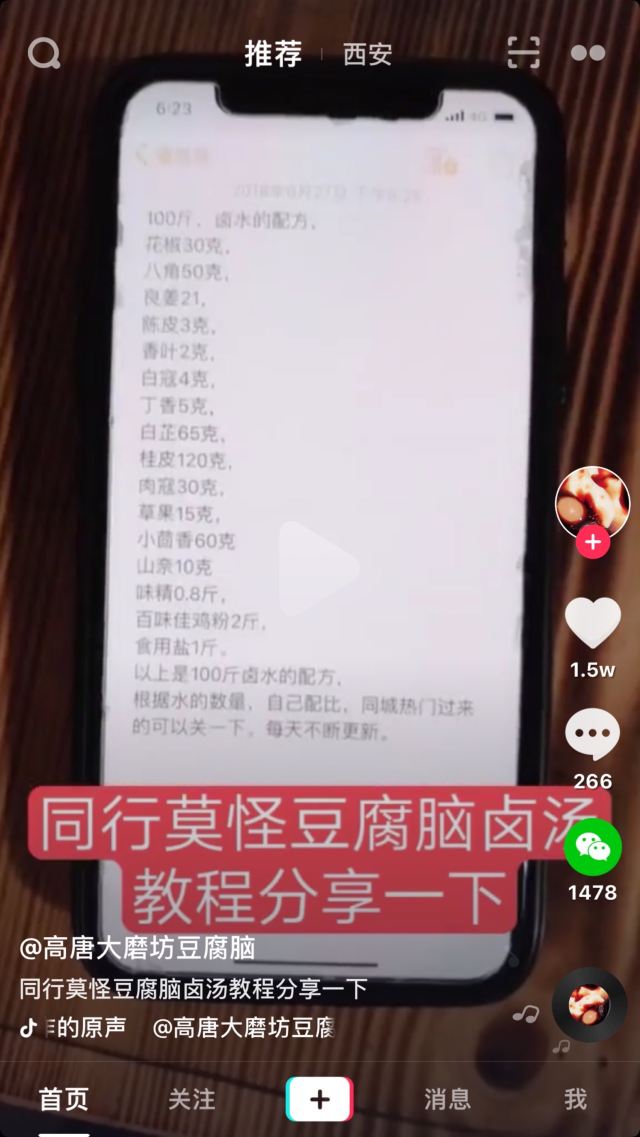 推荐
西安
6:23
4G
100斤，卤水的配方，
花椒30克，
八角50克，
良姜21，
陈皮3克，
香叶2克，
白寇4克，
丁香5克，
白芷65克，
桂皮120克，
肉寇30克，
草果15克，
小茴香60克
山奈10克
味精0.8斤，
百味佳鸡粉2斤，
食用盐1斤。
以上是100斤卤水的配方，
根据水的数量，自己配比，同城热门过来
的可以关一下，每天不断更新。
同行莫怪豆腐脑卤汤
教程分享一下
1.5w
266
1478
@高唐大磨坊豆腐脑
同行莫怪豆腐脑卤汤教程分享一下
的原声 @高唐大磨坊豆腐
首页
关注
消息
我